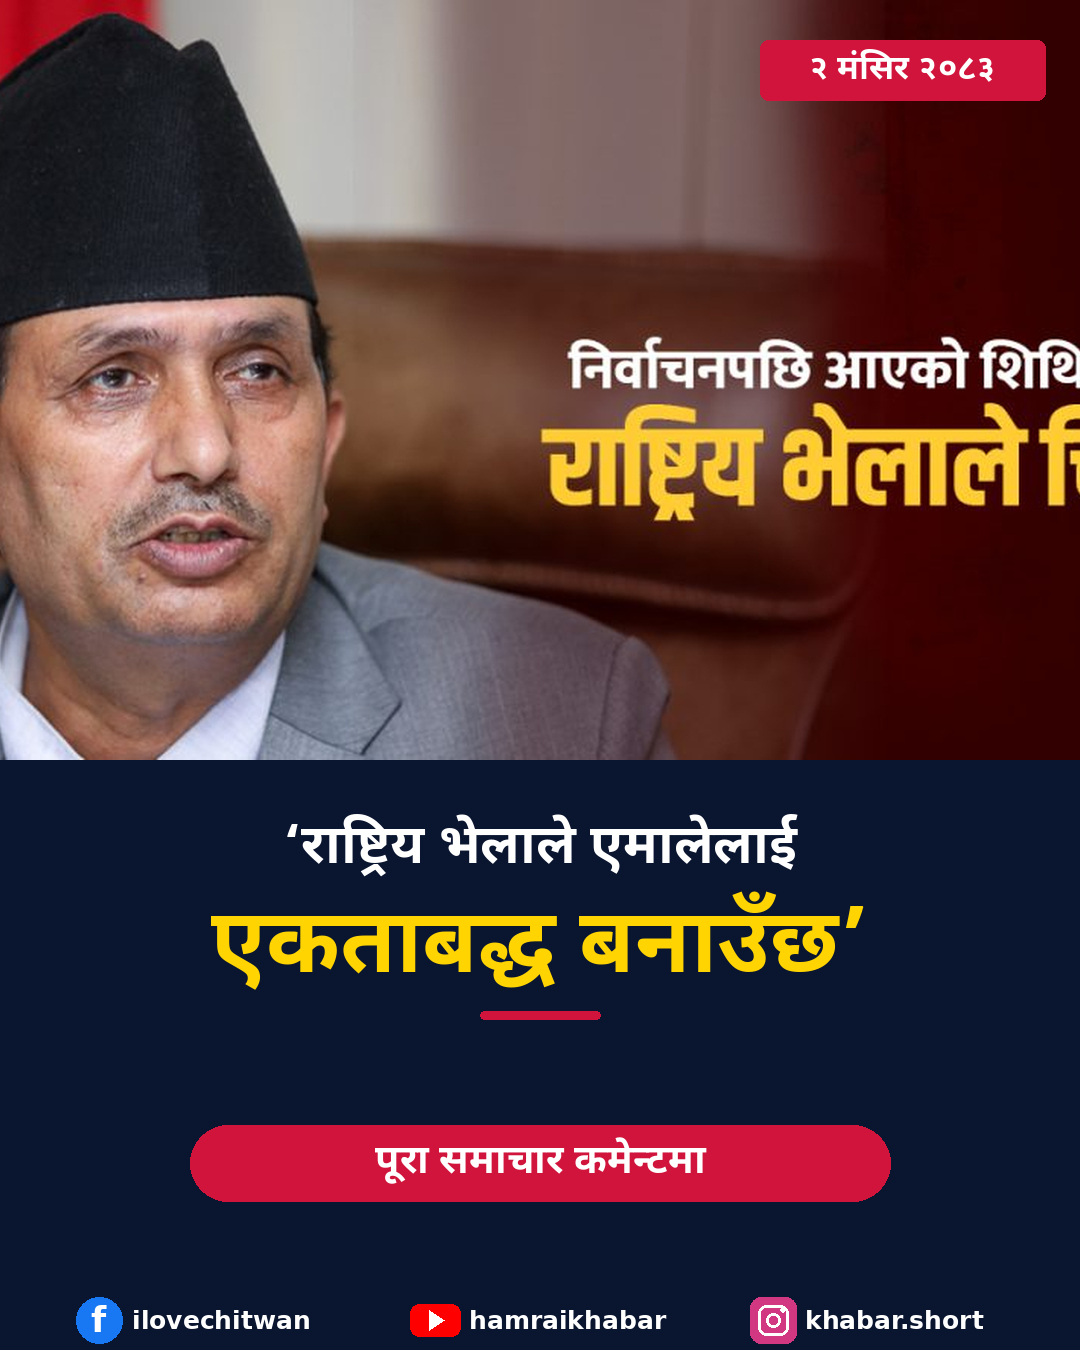 २ मंसिर २०८३
निर्वाचनपछि आएको
राष्ट्रिय भेलाले
‘राष्ट्रिय भेलाले एमालेलाई
एकताबद्ध बनाउँछ’
पूरा समाचार कमेन्टमा
f ilovechitwan
hamraikhabar
khabar.short